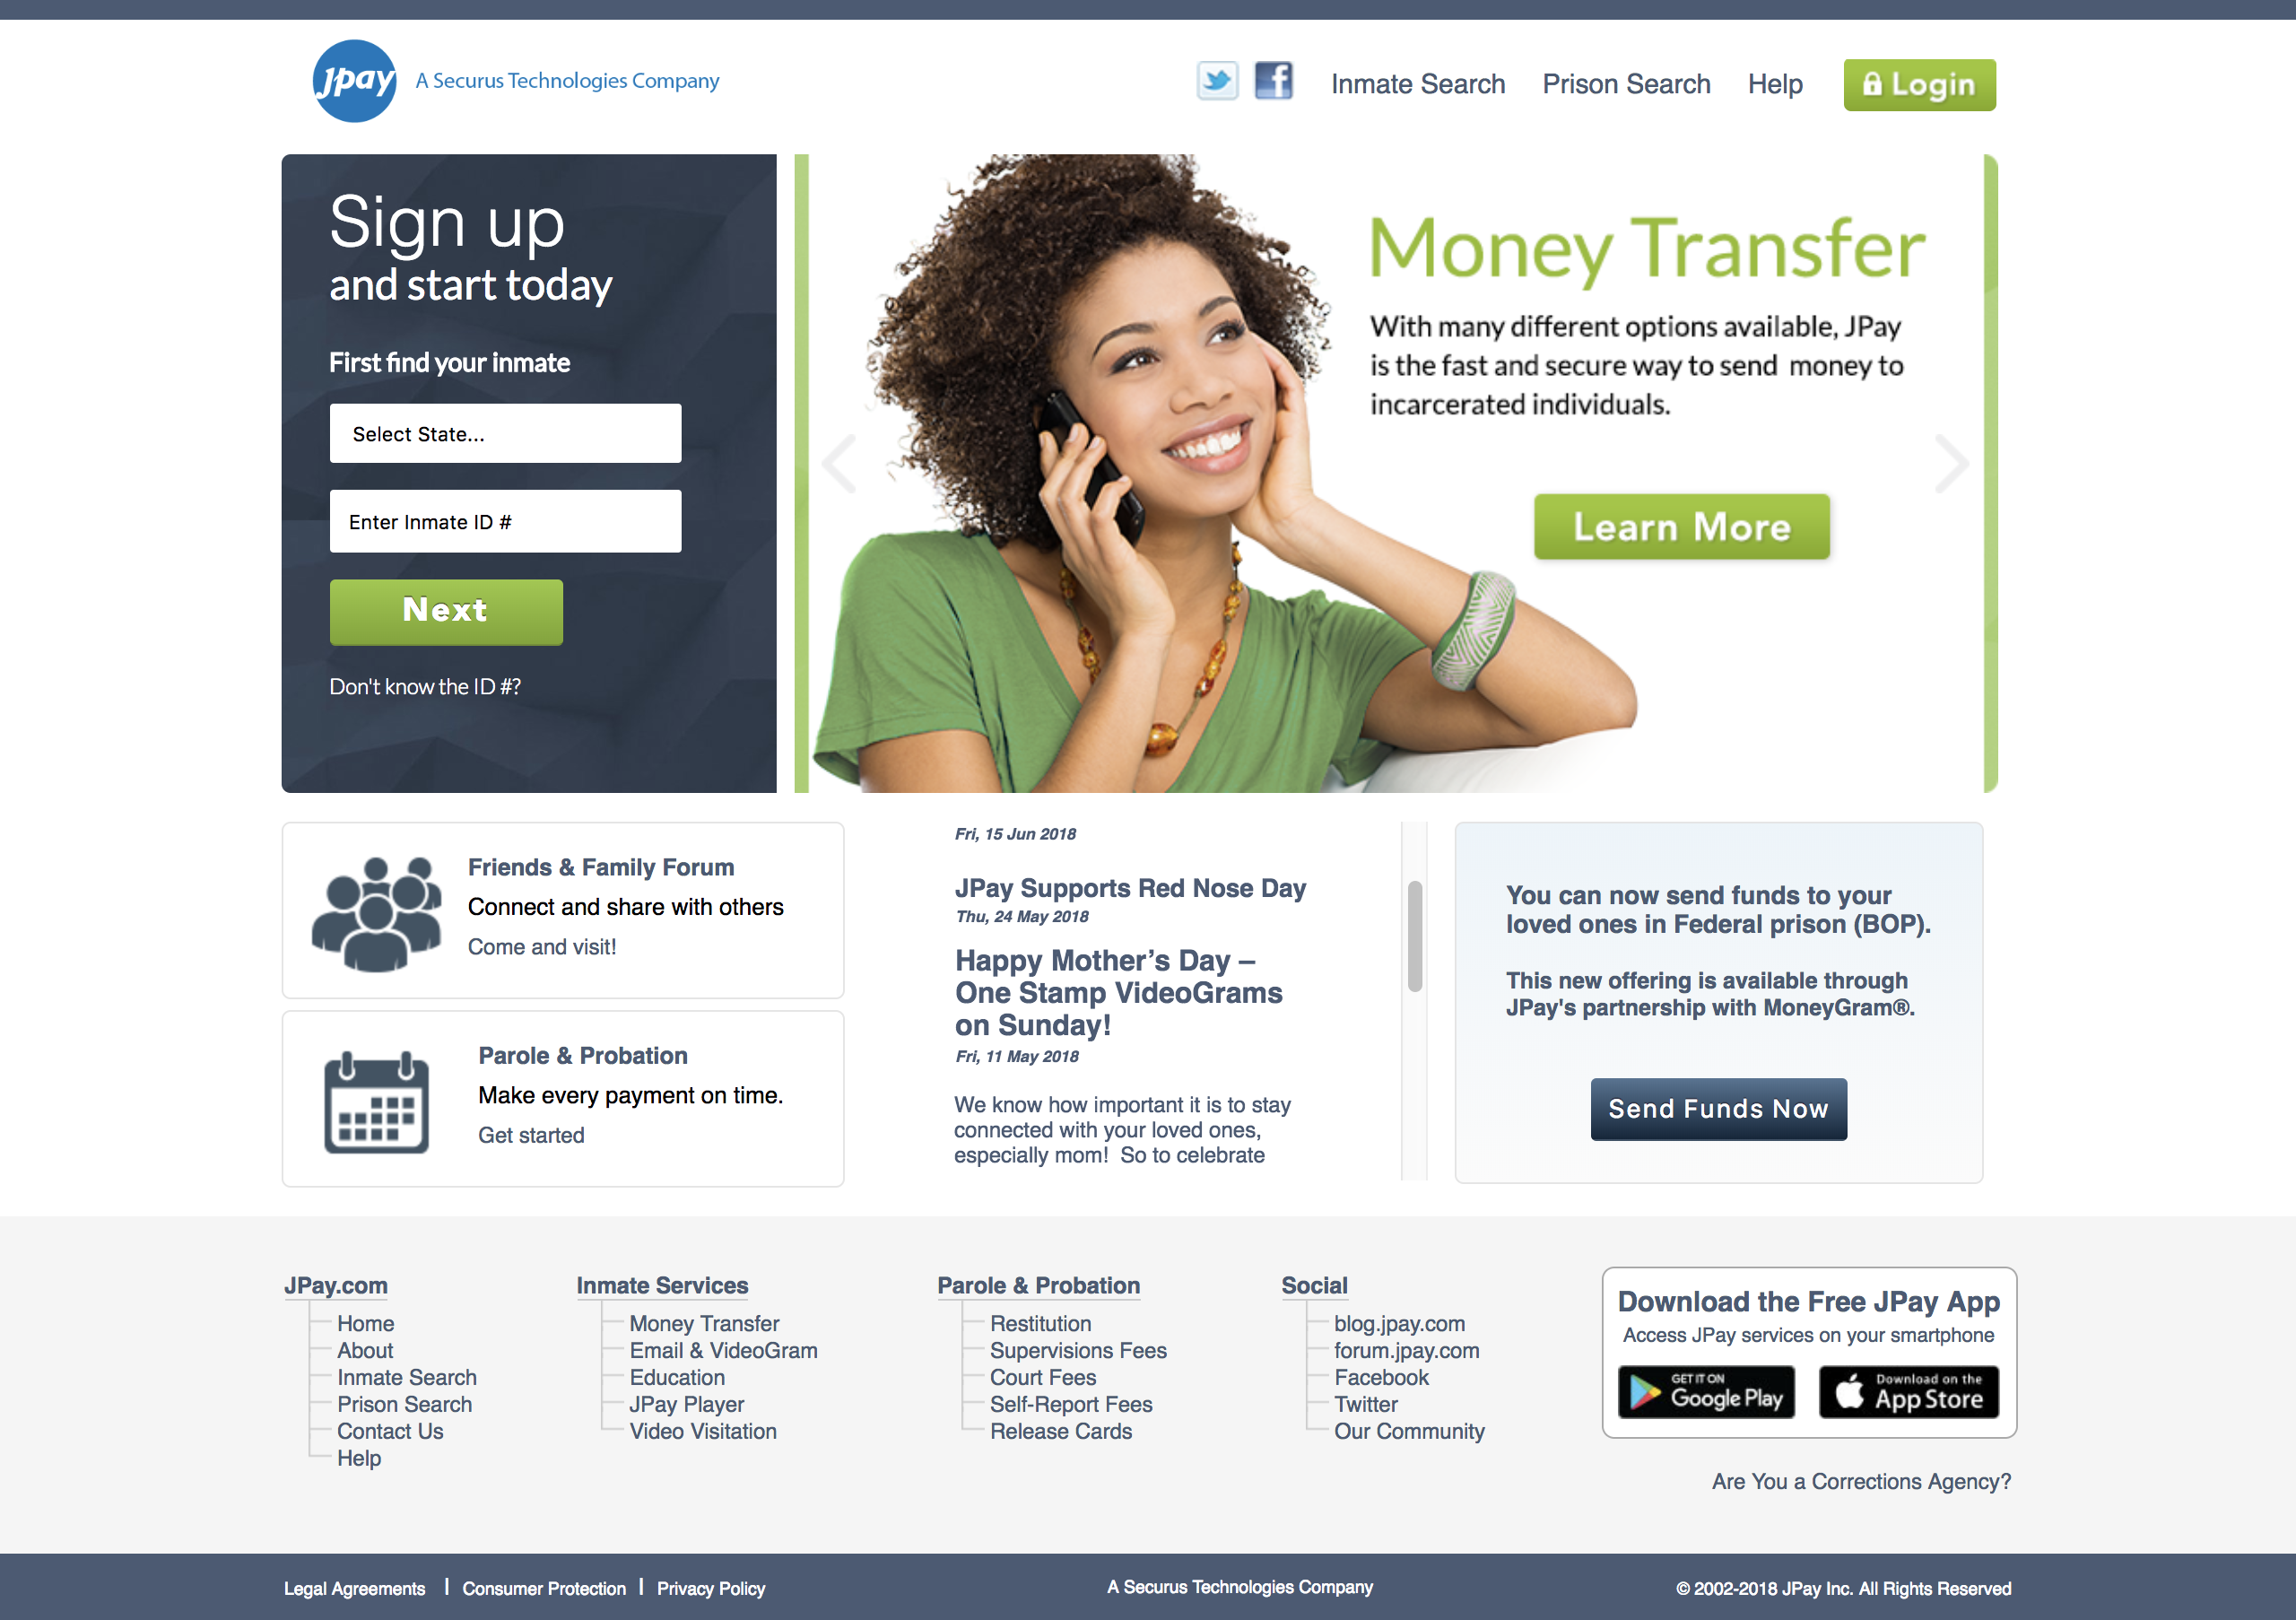 jpay
A Securus Technologies Company
Inmate Search
Prison Search
Help
Login
Sign up
and start today
First find your inmate
Select State...
Enter Inmate ID #
Next
Don't know the ID #?
Money Transfer
With many different options available, JPay
is the fast and secure way to send money to
incarcerated individuals.
Learn More
Friends & Family Forum
Connect and share with others
Come and visit!
Parole & Probation
Make every payment on time.
Get started
Fri, 15 Jun 2018
JPay Supports Red Nose Day
Thu, 24 May 2018
Happy Mother’s Day –
One Stamp VideoGrams
on Sunday!
Fri, 11 May 2018
We know how important it is to stay
connected with your loved ones,
especially mom! So to celebrate
You can now send funds to your
loved ones in Federal prison (BOP).
This new offering is available through
JPay's partnership with MoneyGram®.
Send Funds Now
JPay.com
Home
About
Inmate Search
Prison Search
Contact Us
Help
Inmate Services
Money Transfer
Email & VideoGram
Education
JPay Player
Video Visitation
Parole & Probation
Restitution
Supervisions Fees
Court Fees
Self-Report Fees
Release Cards
Social
blog.jpay.com
forum.jpay.com
Facebook
Twitter
Our Community
Download the Free JPay App
Access JPay services on your smartphone
GET IT ON
Google Play
Download on the
App Store
Are You a Corrections Agency?
Legal Agreements | Consumer Protection | Privacy Policy
A Securus Technologies Company
© 2002-2018 JPay Inc. All Rights Reserved